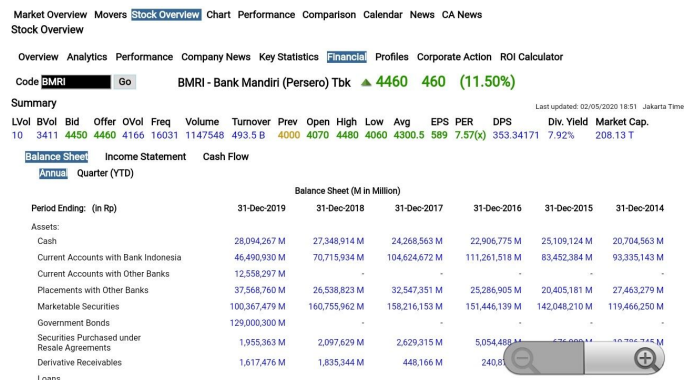 Market Overview Movers Stock Overview Chart Performance Comparison Calendar News CA News
Stock Overview
Overview Analytics Performance Company News Key Statistics Financial Profiles Corporate Action ROI Calculator
Code BMRI Go BMRI - Bank Mandiri (Persero) Tbk 4460 460 (11.50%)
Summary Last updated: 02/05/2020 18:51 Jakarta Time
LVol BVol Bid Offer OVol Freq Volume Turnover Prev Open High Low Avg EPS PER DPS Div. Yield Market Cap.
10 3411 4450 4460 4166 16031 1147548 493.5 B 4000 4070 4480 4060 4300.5 589 7.57(x) 353.34171 7.92% 208.13 T
Balance Sheet Income Statement Cash Flow
Annual Quarter (YTD)
Balance Sheet (M in Million)
Period Ending: (in Rp) 31-Dec-2019 31-Dec-2018 31-Dec-2017 31-Dec-2016 31-Dec-2015 31-Dec-2014
Assets:
Cash 28,094,267 M 27,348,914 M 24,268,563 M 22,906,775 M 25,109,124 M 20,704,563 M
Current Accounts with Bank Indonesia 46,490,930 M 70,715,934 M 104,624,672 M 111,261,518 M 83,452,384 M 93,335,143 M
Current Accounts with Other Banks 12,558,297 M - - - - -
Placements with Other Banks 37,568,760 M 26,538,823 M 32,547,351 M 25,286,905 M 20,405,181 M 27,463,279 M
Marketable Securities 100,367,479 M 160,755,962 M 158,216,153 M 151,446,139 M 142,048,210 M 119,466,250 M
Government Bonds 129,000,300 M - - - - -
Securities Purchased under
Resale Agreements 1,955,363 M 2,097,629 M 2,629,315 M 5,054,488 M
Derivative Receivables 1,617,476 M 1,835,344 M 448,166 M
Loans